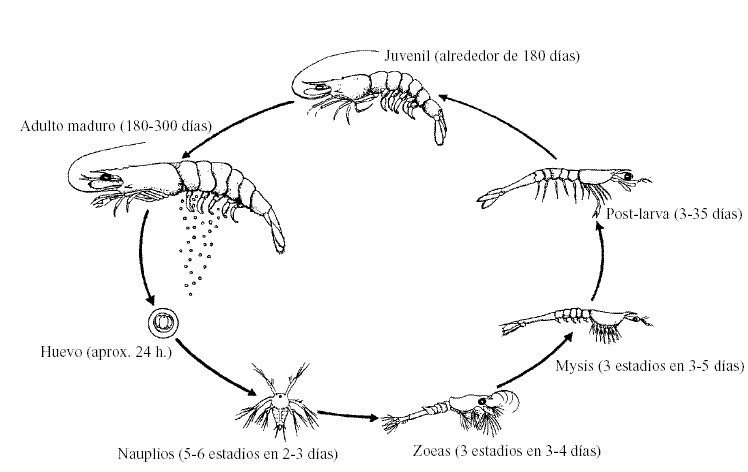 Juvenil (alrededor de 180 días)
Adulto maduro (180-300 días)
Post-larva (3-35 días)
Huevo (aprox. 24 h.)
Mysis (3 estadios en 3-5 días)
Nauplios (5-6 estadios en 2-3 días)
Zoeas (3 estadios en 3-4 días)